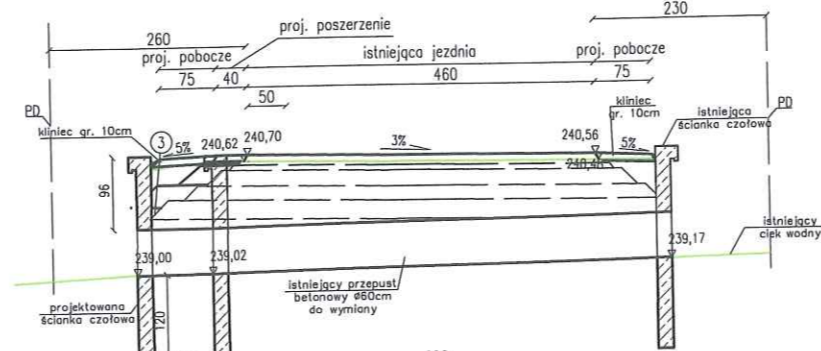 230
260
proj. poszerzenie
proj. pobocze
istniejąca jezdnia
proj. pobocze
75
40
460
75
50
PD
kliniec gr. 10cm
3
5%
240,62
240,70
3%
240,56
5%
kliniec
gr. 10cm
istniejąca
ścianka czołowa
PD
96
239,00
239,02
239,17
istniejący
ciek wodny
istniejący przepust
betonowy ø60cm
do wymiony
projektowana
ścianka czołowa
120